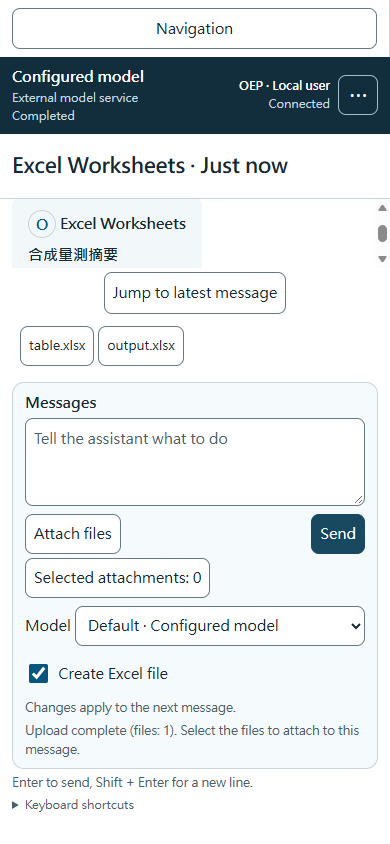 Navigation
Configured model
External model service
Completed
OEP · Local user
Connected
...
Excel Worksheets · Just now
O Excel Worksheets
合成量測摘要
Jump to latest message
table.xlsx output.xlsx
Messages
Tell the assistant what to do
Attach files
Send
Selected attachments: 0
Model Default · Configured model
Create Excel file
Changes apply to the next message.
Upload complete (files: 1). Select the files to attach to this
message.
Enter to send, Shift + Enter for a new line.
Keyboard shortcuts